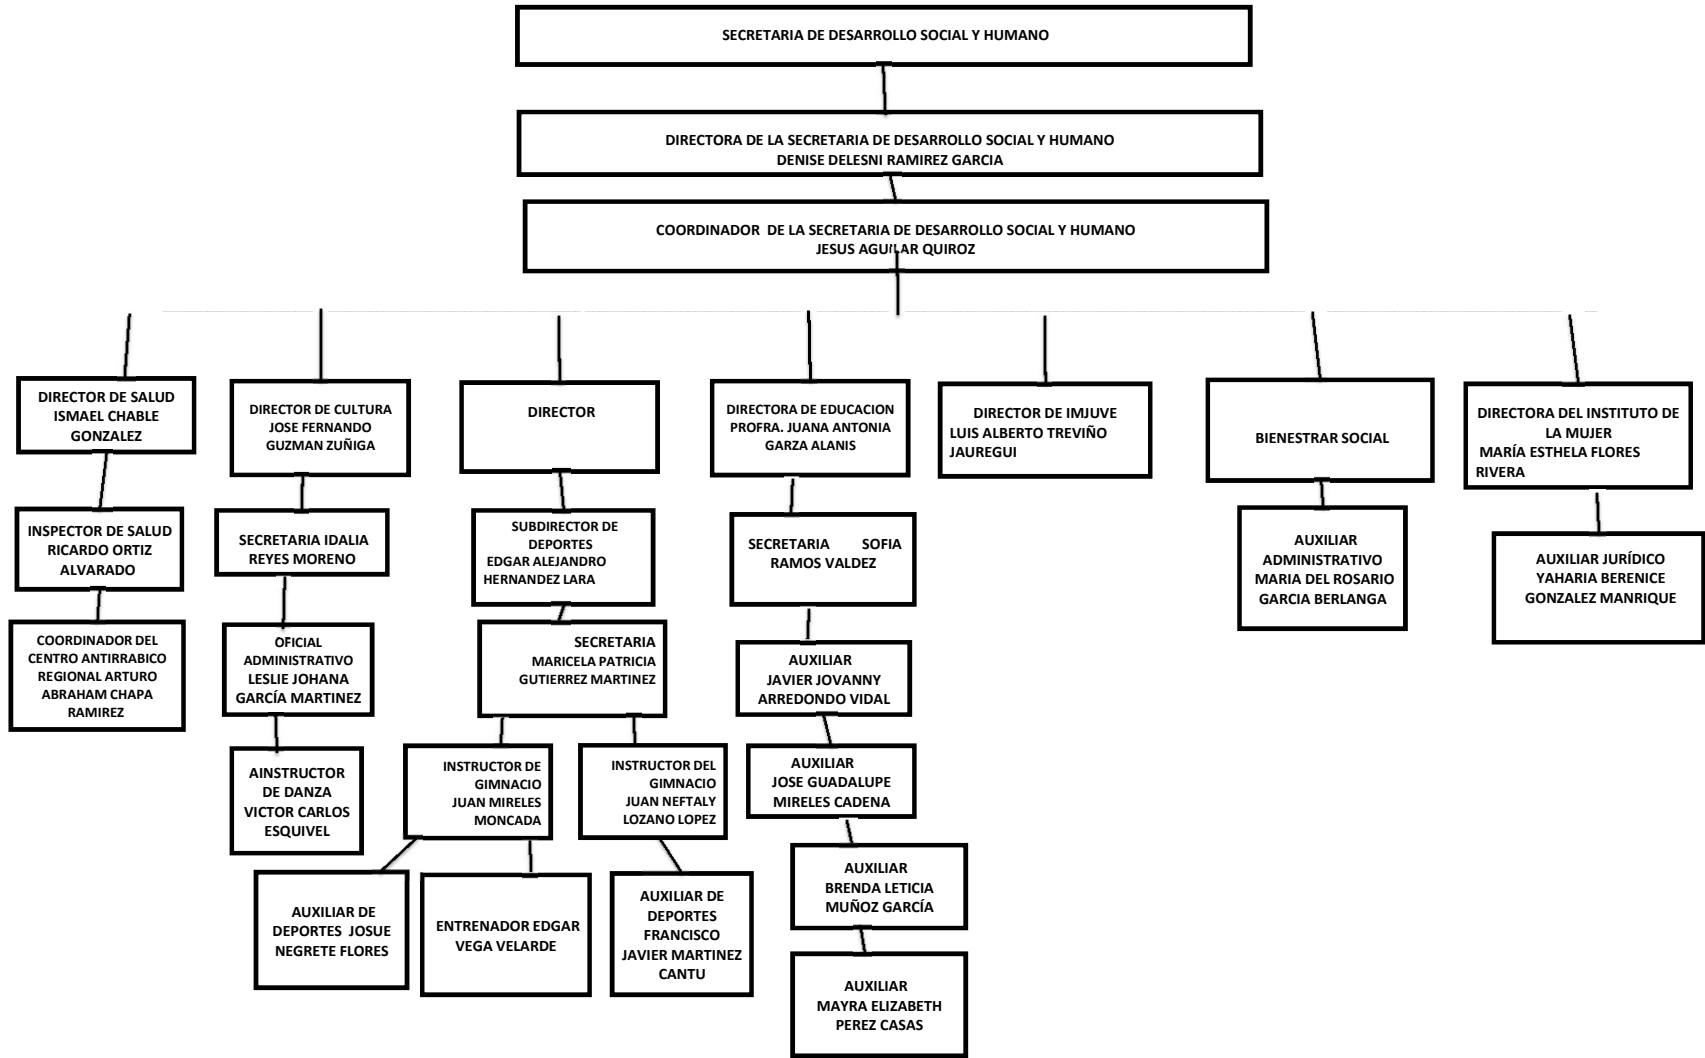 SECRETARIA DE DESARROLLO SOCIAL Y HUMANO
DIRECTORA DE LA SECRETARIA DE DESARROLLO SOCIAL Y HUMANO
DENISE DELESNI RAMIREZ GARCIA
COORDINADOR DE LA SECRETARIA DE DESARROLLO SOCIAL Y HUMANO
JESUS AGUILAR QUIROZ
DIRECTOR DE SALUD
ISMAEL CHABLE
GONZALEZ
DIRECTOR DE CULTURA
JOSE FERNANDO
GUZMAN ZUÑIGA
DIRECTOR
DIRECTORA DE EDUCACION
PROFRA. JUANA ANTONIA
GARZA ALANIS
DIRECTOR DE IMJUVE
LUIS ALBERTO TREVIÑO
JAUREGUI
BIENESTRAR SOCIAL
DIRECTORA DEL INSTITUTO DE
LA MUJER
MARÍA ESTHELA FLORES
RIVERA
INSPECTOR DE SALUD
RICARDO ORTIZ
ALVARADO
SECRETARIA IDALIA
REYES MORENO
SUBDIRECTOR DE
DEPORTES
EDGAR ALEJANDRO
HERNANDEZ LARA
SECRETARIA SOFIA
RAMOS VALDEZ
AUXILIAR
ADMINISTRATIVO
MARIA DEL ROSARIO
GARCIA BERLANGA
AUXILIAR JURÍDICO
YAHARIA BERENICE
GONZALEZ MANRIQUE
COORDINADOR DEL
CENTRO ANTIRRABICO
REGIONAL ARTURO
ABRAHAM CHAPA
RAMIREZ
OFICIAL
ADMINISTRATIVO
LESLIE JOHANA
GARCÍA MARTINEZ
SECRETARIA
MARICELA PATRICIA
GUTIERREZ MARTINEZ
AUXILIAR
JAVIER JOVANNY
ARREDONDO VIDAL
AINSTRUCTOR
DE DANZA
VICTOR CARLOS
ESQUIVEL
INSTRUCTOR DE
GIMNACIO
JUAN MIRELES
MONCADA
INSTRUCTOR DEL
GIMNACIO
JUAN NEFTALY
LOZANO LOPEZ
AUXILIAR
JOSE GUADALUPE
MIRELES CADENA
AUXILIAR DE
DEPORTES JOSUE
NEGRETE FLORES
ENTRENADOR EDGAR
VEGA VELARDE
AUXILIAR DE
DEPORTES
FRANCISCO
JAVIER MARTINEZ
CANTU
AUXILIAR
BRENDA LETICIA
MUÑOZ GARCÍA
AUXILIAR
MAYRA ELIZABETH
PEREZ CASAS